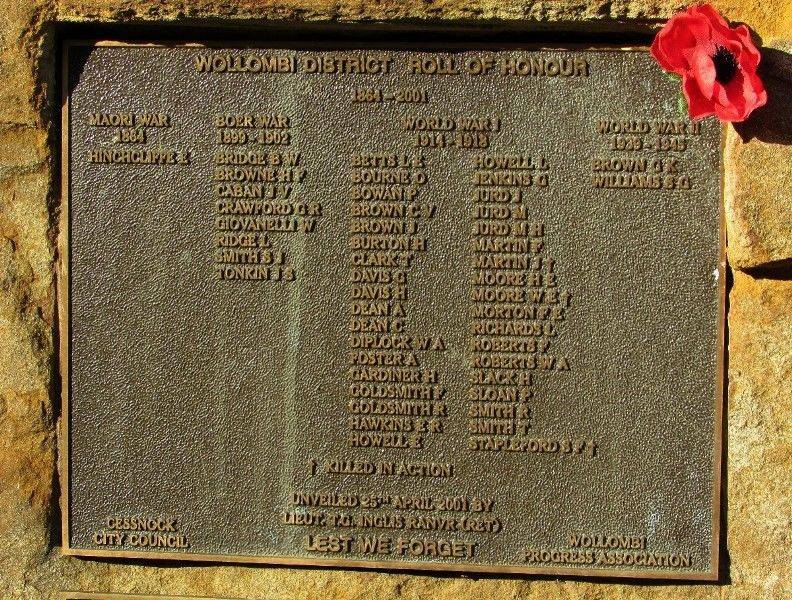 WOLLOMBI DISTRICT ROLL OF HONOUR
1864 - 2001
MAORI WAR
1864
HINCHCLIFFE E
BOER WAR
1899 - 1902
BRIDGE B W
BROWNE H F
CABAN J V
CRAWFORD G R
GIOVANELLI W
RIDGE L
SMITH S J
TONKIN J S
WORLD WAR I
1914 - 1918
BETTS L E
BOURNE O
BOWAN P
BROWN C V
BROWN J
BURTON H
CLARK T
DAVIS G
DAVIS H
DEAN A
DEAN C
DIPLOCK W A
FOSTER A
GARDINER H
GOLDSMITH F
GOLDSMITH R
HAWKINS E R
HOWELL E
HOWELL L
JENKINS G
JURD J
JURD M
JURD M H
MARTIN F
MARTIN J †
MOORE H L
MOORE W E †
MORTON F E
RICHARDS L
ROBERTS V
ROBERTS W A
SLACK H
SLOAN P
SMITH R
SMITH T
STAPLEFORD S F †
WORLD WAR II
1939 - 1945
BROWN G K
WILLIAMS S G
† KILLED IN ACTION
UNVEILED 25TH APRIL 2001 BY
LIEUT. T.G. INGLIS RANVR (RET)
LEST WE FORGET
CESSNOCK
CITY COUNCIL
WOLLOMBI
PROGRESS ASSOCIATION